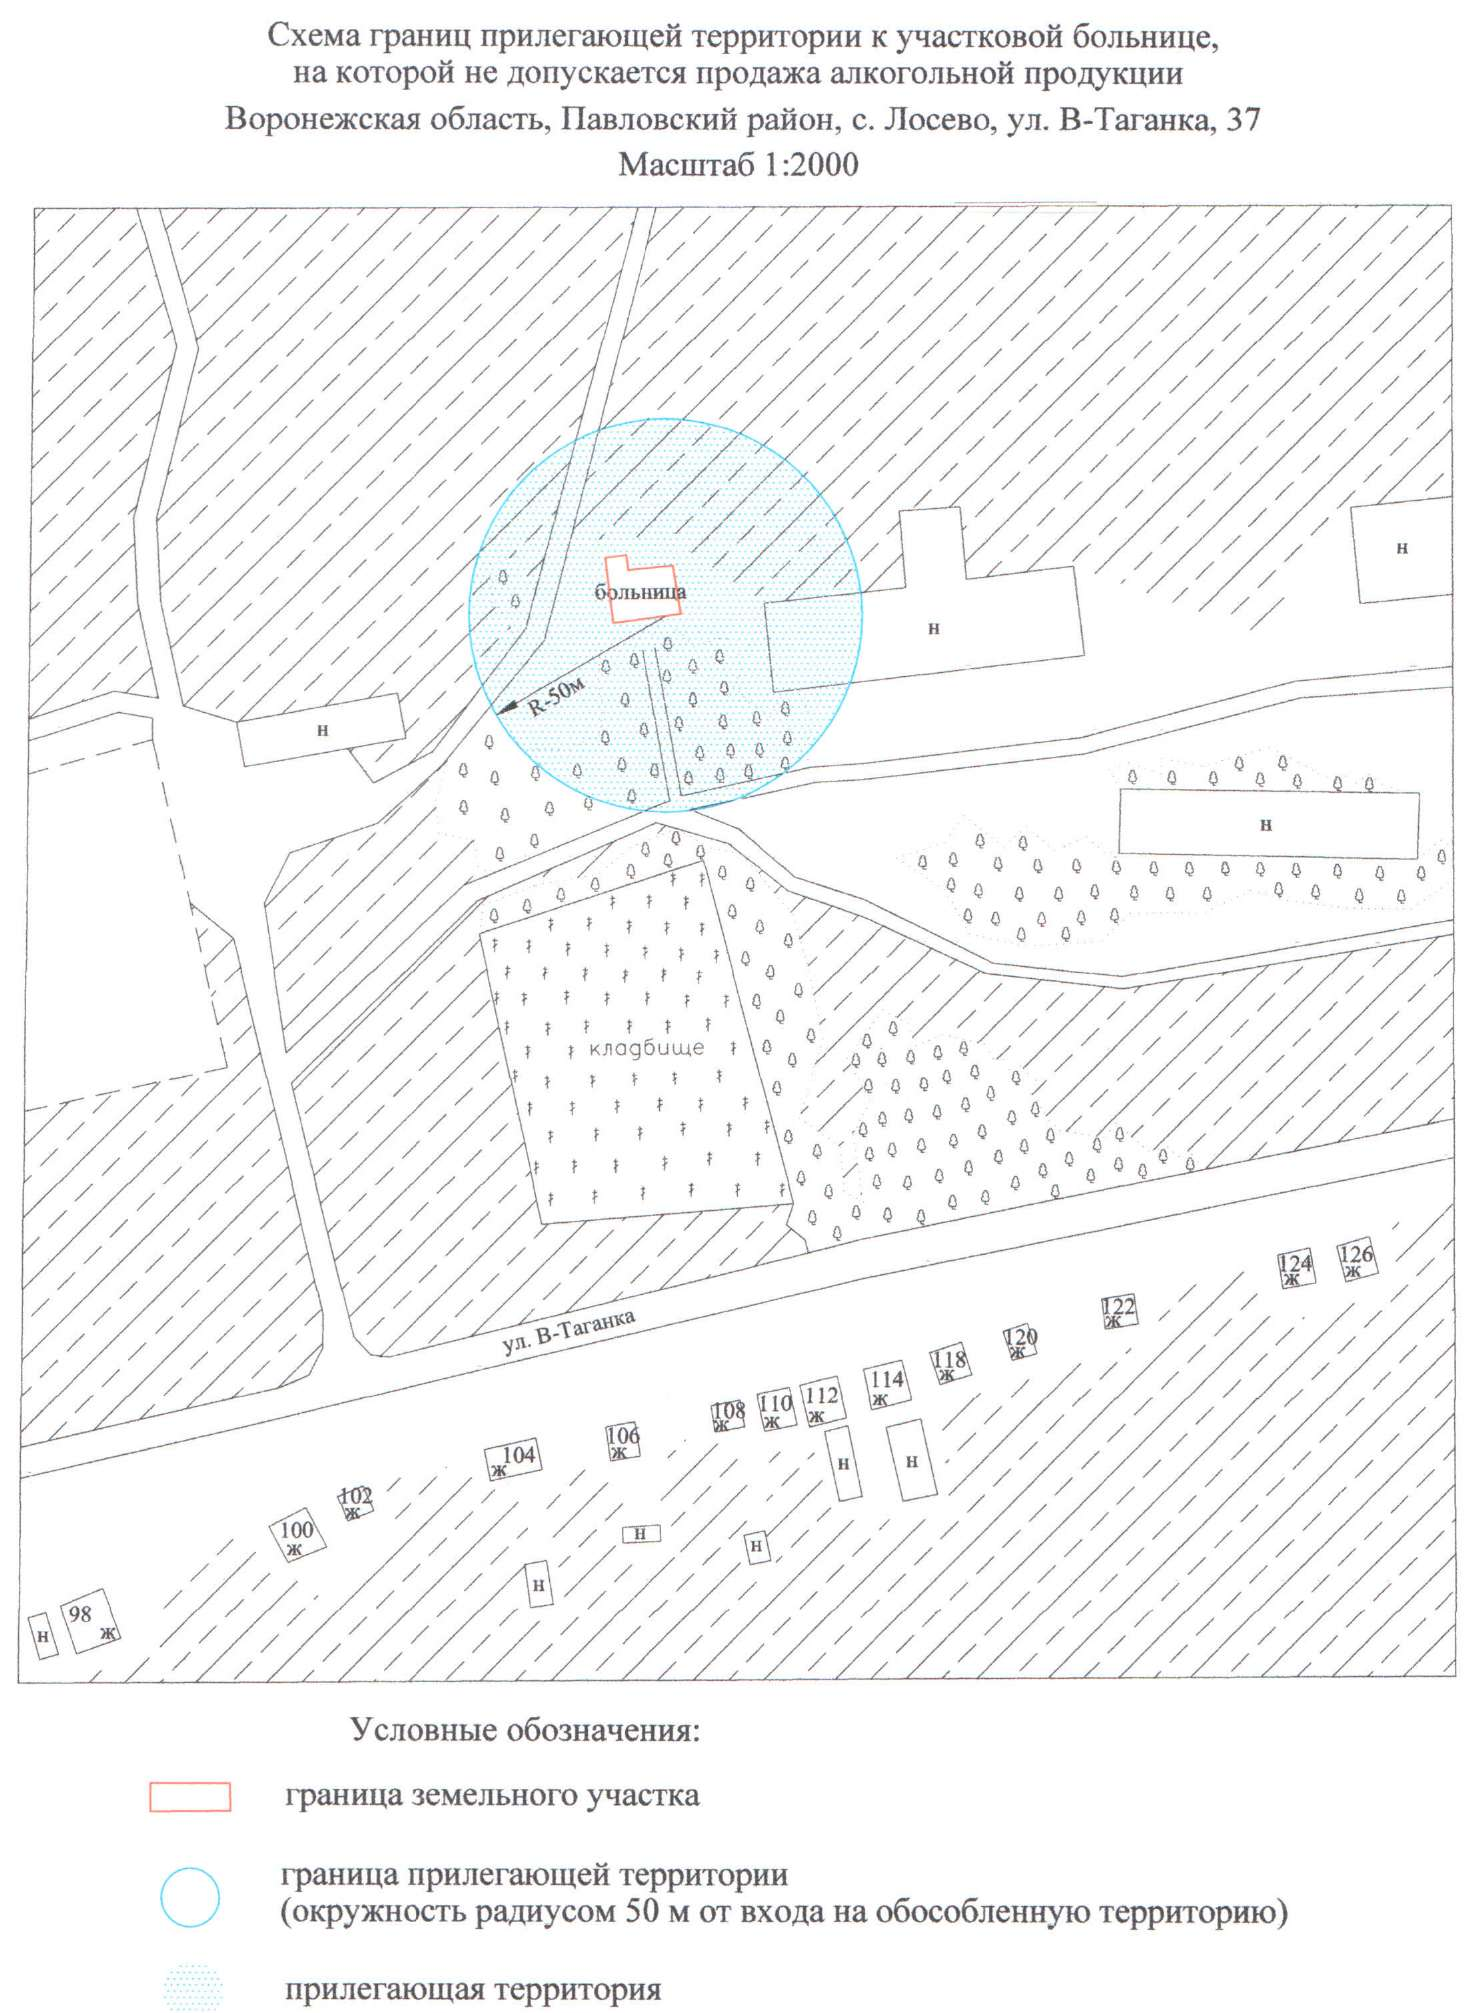 Схема границ прилегающей территории к участковой больнице,
на которой не допускается продажа алкогольной продукции
Воронежская область, Павловский район, с. Лосево, ул. В-Таганка, 37
Масштаб 1:2000
н
больница
н
R-50м
н
н
кладбище
ул. В-Таганка
124
ж
126
ж
122
ж
120
ж
118
ж
114
ж
112
ж
110
ж
108
ж
106
ж
104
ж
102
ж
100
ж
98
ж
н
н
н
н
н
н
Условные обозначения:
граница земельного участка
граница прилегающей территории
(окружность радиусом 50 м от входа на обособленную территорию)
прилегающая территория